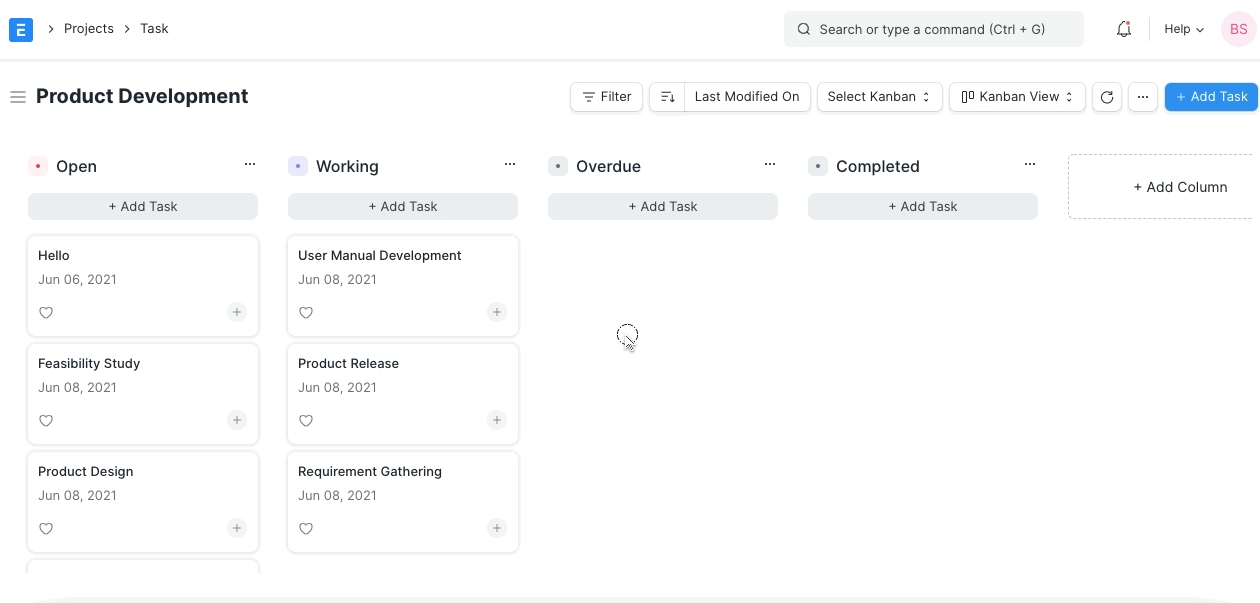 E
Projects
Task
Search or type a command (Ctrl + G)
Help
BS
Product Development
Filter
Last Modified On
Select Kanban
Kanban View
...
+ Add Task
Open
...
+ Add Task
Hello
Jun 06, 2021
Feasibility Study
Jun 08, 2021
Product Design
Jun 08, 2021
Working
...
+ Add Task
User Manual Development
Jun 08, 2021
Product Release
Jun 08, 2021
Requirement Gathering
Jun 08, 2021
Overdue
...
+ Add Task
Completed
...
+ Add Task
+ Add Column